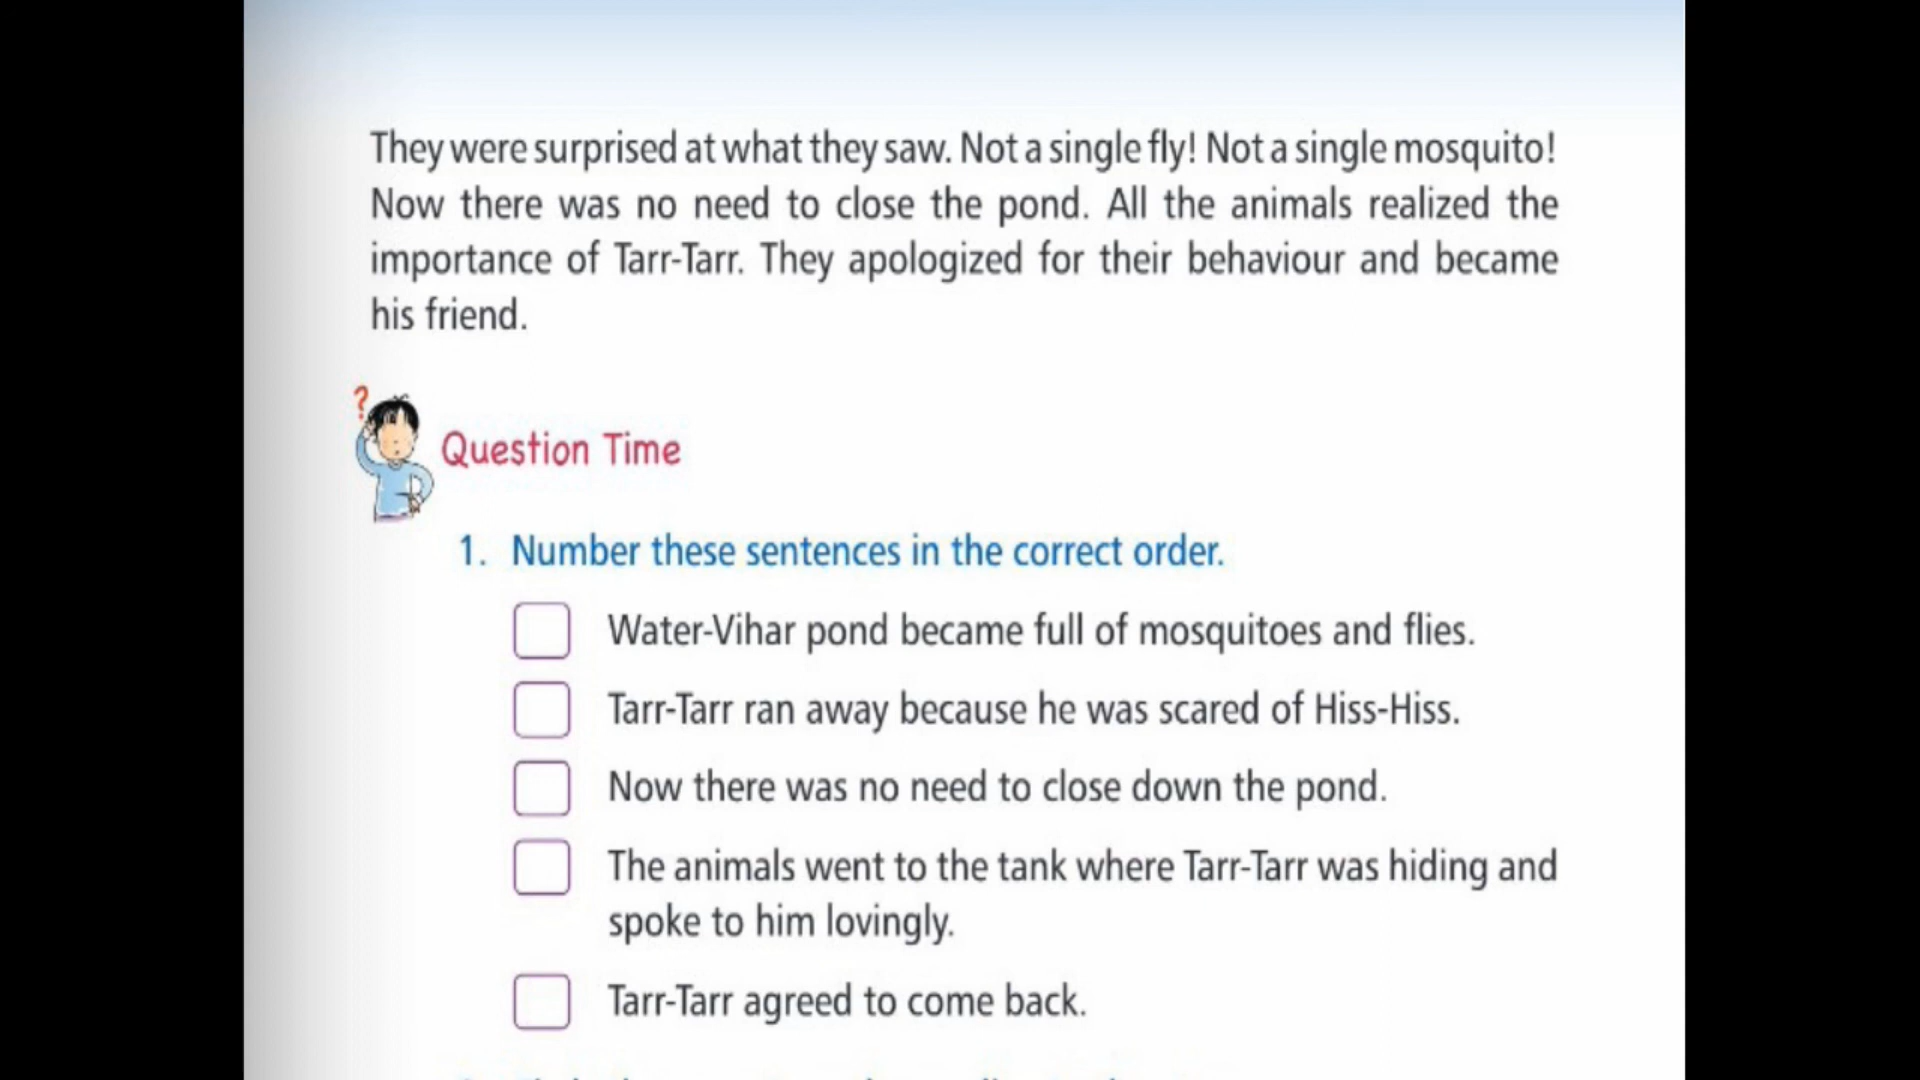 They were surprised at what they saw. Not a single fly! Not a single mosquito!
Now there was no need to close the pond. All the animals realized the
importance of Tarr-Tarr. They apologized for their behaviour and became
his friend.
?
Question Time
1. Number these sentences in the correct order.
Water-Vihar pond became full of mosquitoes and flies.
Tarr-Tarr ran away because he was scared of Hiss-Hiss.
Now there was no need to close down the pond.
The animals went to the tank where Tarr-Tarr was hiding and
spoke to him lovingly.
Tarr-Tarr agreed to come back.